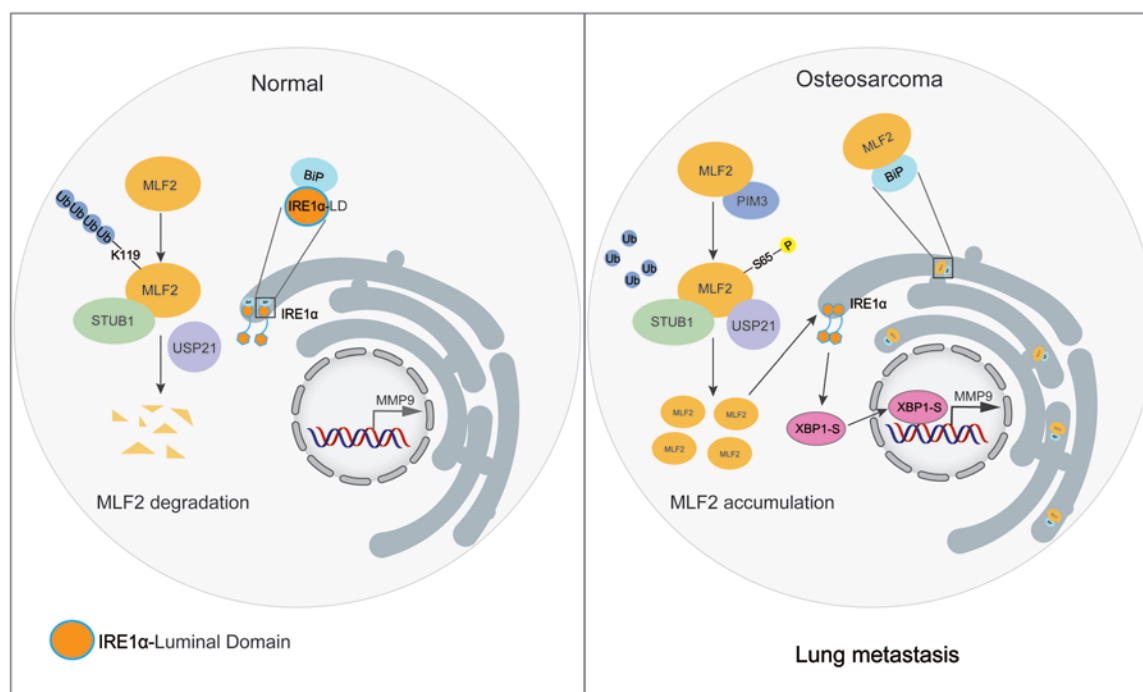 Normal
BiP
IRE1α-LD
MLF2
Ub
Ub
Ub
Ub
K119
MLF2
STUB1
USP21
IRE1α
MMP9
MLF2 degradation
IRE1α-Luminal Domain
Osteosarcoma
MLF2
BiP
MLF2
PIM3
Ub
Ub
Ub
Ub
S65
P
MLF2
STUB1
USP21
IRE1α
MLF2
MLF2
MLF2
MLF2
XBP1-S
XBP1-S
MMP9
MLF2 accumulation
Lung metastasis